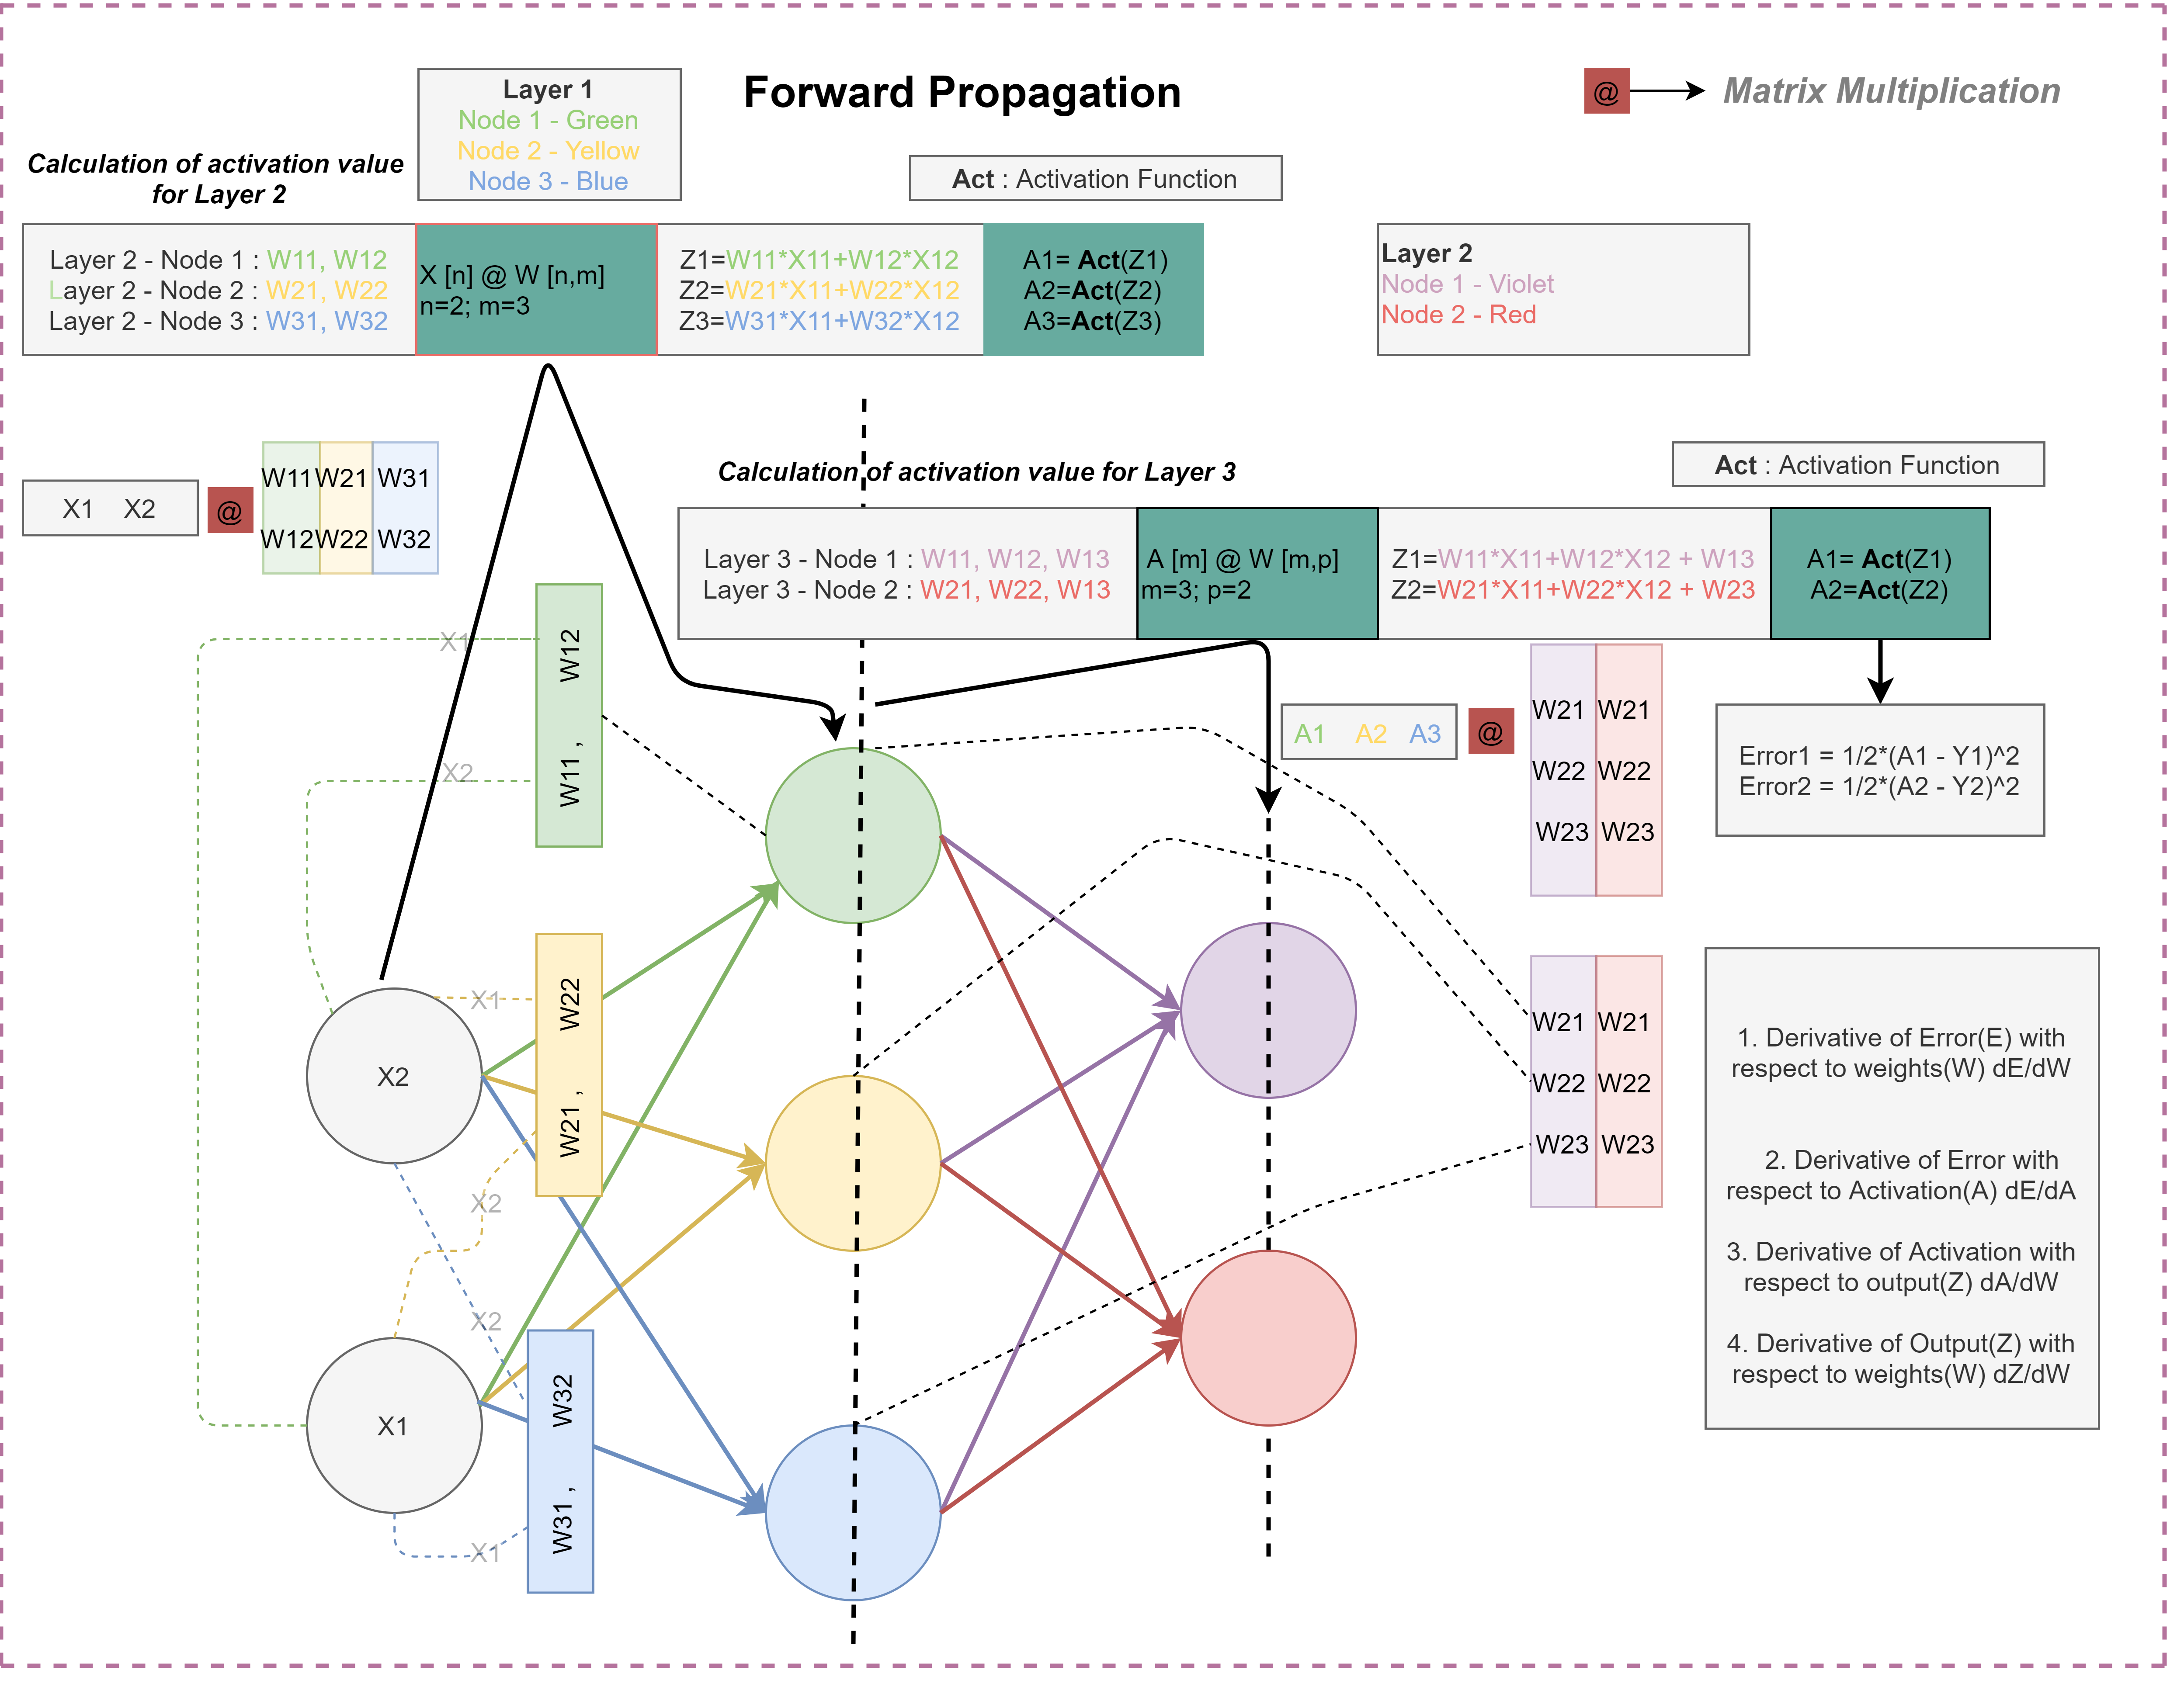 Forward Propagation
@
Matrix Multiplication
Layer 1
Node 1 - Green
Node 2 - Yellow
Node 3 - Blue
Calculation of activation value
for Layer 2
Act : Activation Function
Layer 2 - Node 1 : W11, W12
Layer 2 - Node 2 : W21, W22
Layer 2 - Node 3 : W31, W32
X [n] @ W [n,m]
n=2; m=3
Z1=W11*X11+W12*X12
Z2=W21*X11+W22*X12
Z3=W31*X11+W32*X12
A1= Act(Z1)
A2=Act(Z2)
A3=Act(Z3)
Layer 2
Node 1 - Violet
Node 2 - Red
X1 X2
@
W11 W21 W31
W12 W22 W32
Calculation of activation value for Layer 3
Act : Activation Function
Layer 3 - Node 1 : W11, W12, W13
Layer 3 - Node 2 : W21, W22, W13
A [m] @ W [m,p]
m=3; p=2
Z1=W11*X11+W12*X12 + W13
Z2=W21*X11+W22*X12 + W23
A1= Act(Z1)
A2=Act(Z2)
X1
X2
W11 , W12
A1 A2 A3
@
W21 W21
W22 W22
W23 W23
Error1 = 1/2*(A1 - Y1)^2
Error2 = 1/2*(A2 - Y2)^2
X1
X2
W21 , W22
X2
X2
X1
W31 , W32
X1
W21 W21
W22 W22
W23 W23
1. Derivative of Error(E) with
respect to weights(W) dE/dW
2. Derivative of Error with
respect to Activation(A) dE/dA
3. Derivative of Activation with
respect to output(Z) dA/dW
4. Derivative of Output(Z) with
respect to weights(W) dZ/dW